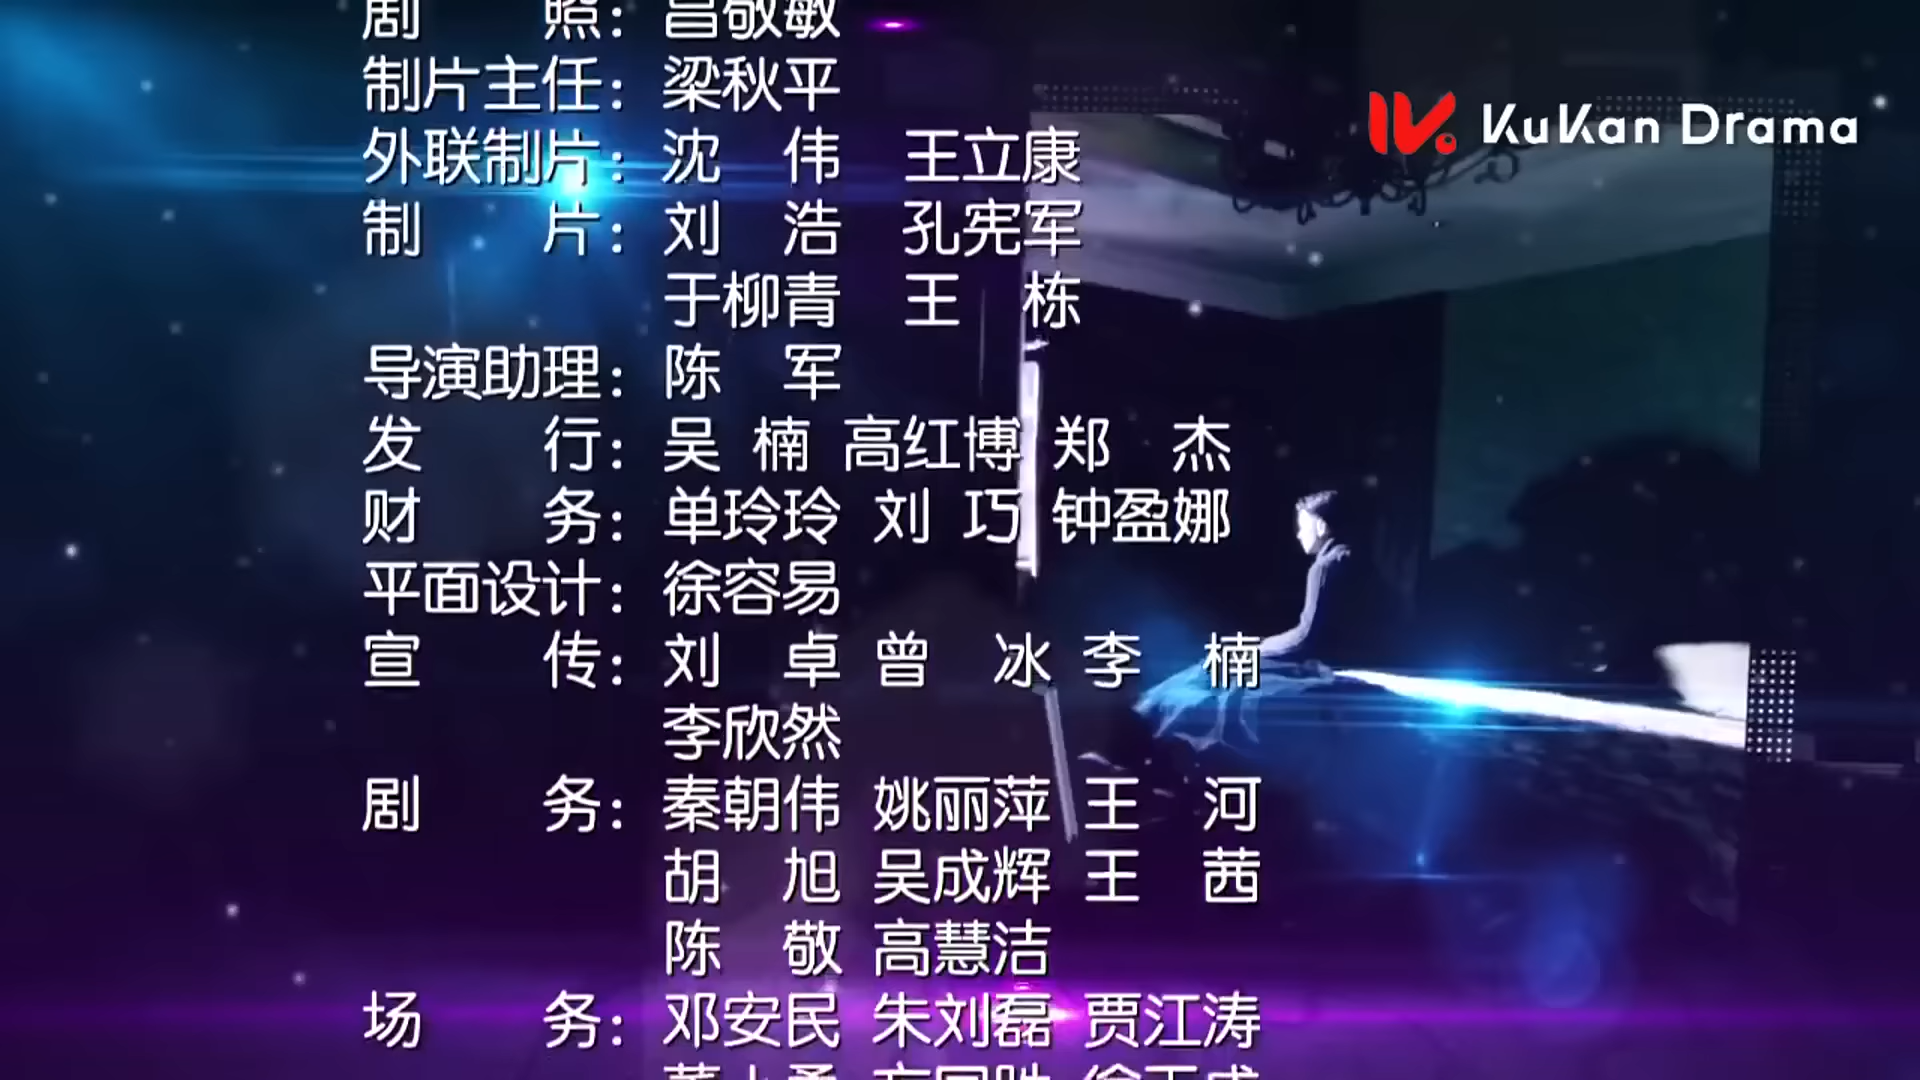 剧 照：吕敬敏
制片主任：梁秋平
KuKan Drama
外联制片：沈 伟 王立康
制 片：刘 浩 孔宪军
于柳青 王 栋
导演助理：陈 军
发 行：吴 楠 高红博 郑 杰
财 务：单玲玲 刘 巧 钟盈娜
平面设计：徐容易
宣 传：刘 卓 曾 冰 李 楠
李欣然
剧 务：秦朝伟 姚丽萍 王 河
胡 旭 吴成辉 王 茜
陈 敬 高慧洁
场 务：邓安民 朱刘磊 贾江涛